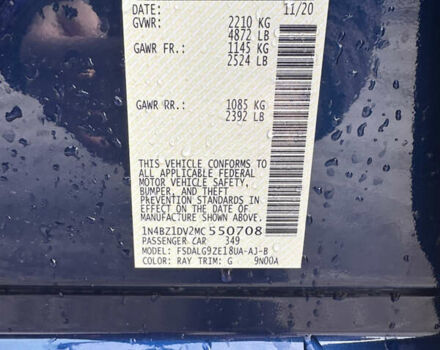 DATE: 11/20
GVWR: 2210 KG
4872 LB
GAWR FR: 1145 KG
2524 LB
GAWR RR: 1085 KG
2392 LB
THIS VEHICLE CONFORMS TO
ALL APPLICABLE FEDERAL
MOTOR VEHICLE SAFETY,
BUMPER, AND THEFT
PREVENTION STANDARDS
IN EFFECT ON THE DATE OF
MANUFACTURE SHOWN ABOVE.
1N4BZ1DV2MC 550708
PASSENGER CAR 349
MODEL: FSDALG9ZE18UA-AJ-B
COLOR: RAY TRIM: G 9N00A